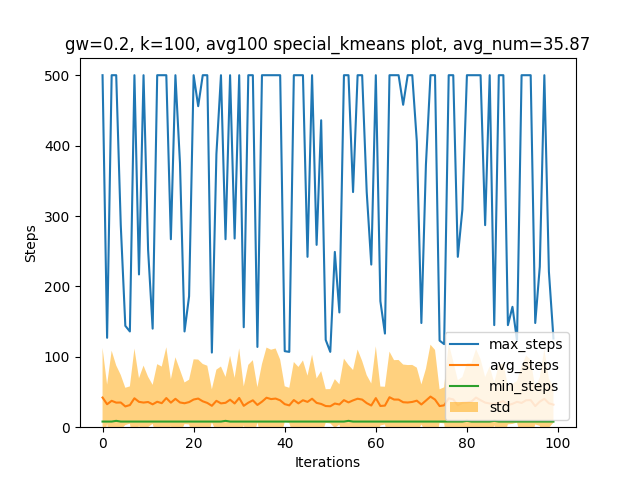 gw=0.2, k=100, avg100 special_kmeans plot, avg_num=35.87
500
400
300
200
100
0
Steps
max_steps
avg_steps
min_steps
std
0
20
40
60
80
100
Iterations